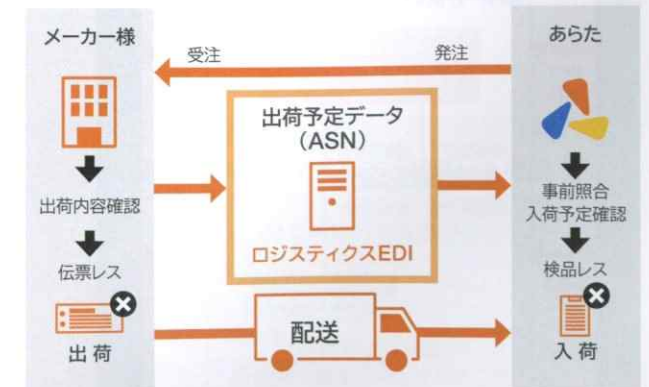 メーカー様
あらた
受注
発注
出荷予定データ
（ASN）
ロジスティクスEDI
出荷内容確認
事前照合
入荷予定確認
伝票レス
検品レス
配送
出荷
入荷